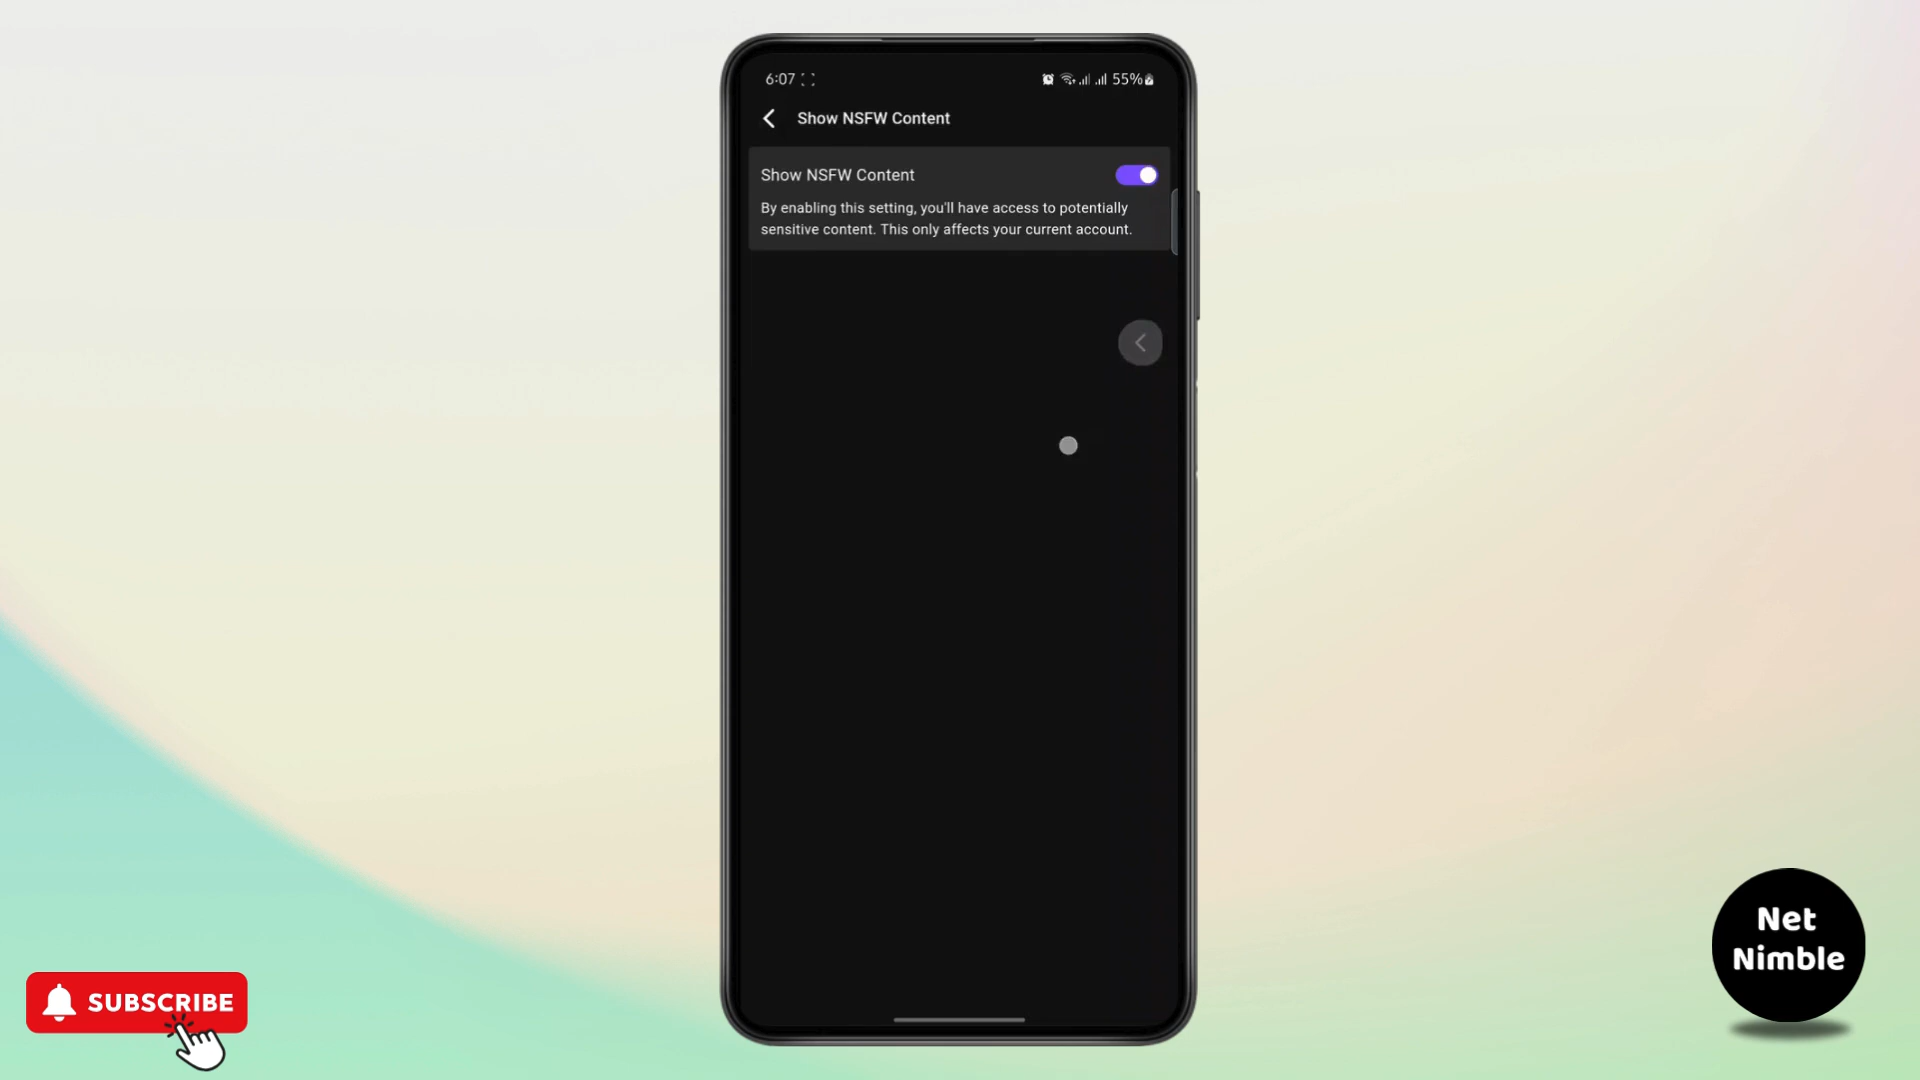 6:07
55%
Show NSFW Content
Show NSFW Content
By enabling this setting, you'll have access to potentially
sensitive content. This only affects your current account.
SUBSCRIBE
Net
Nimble